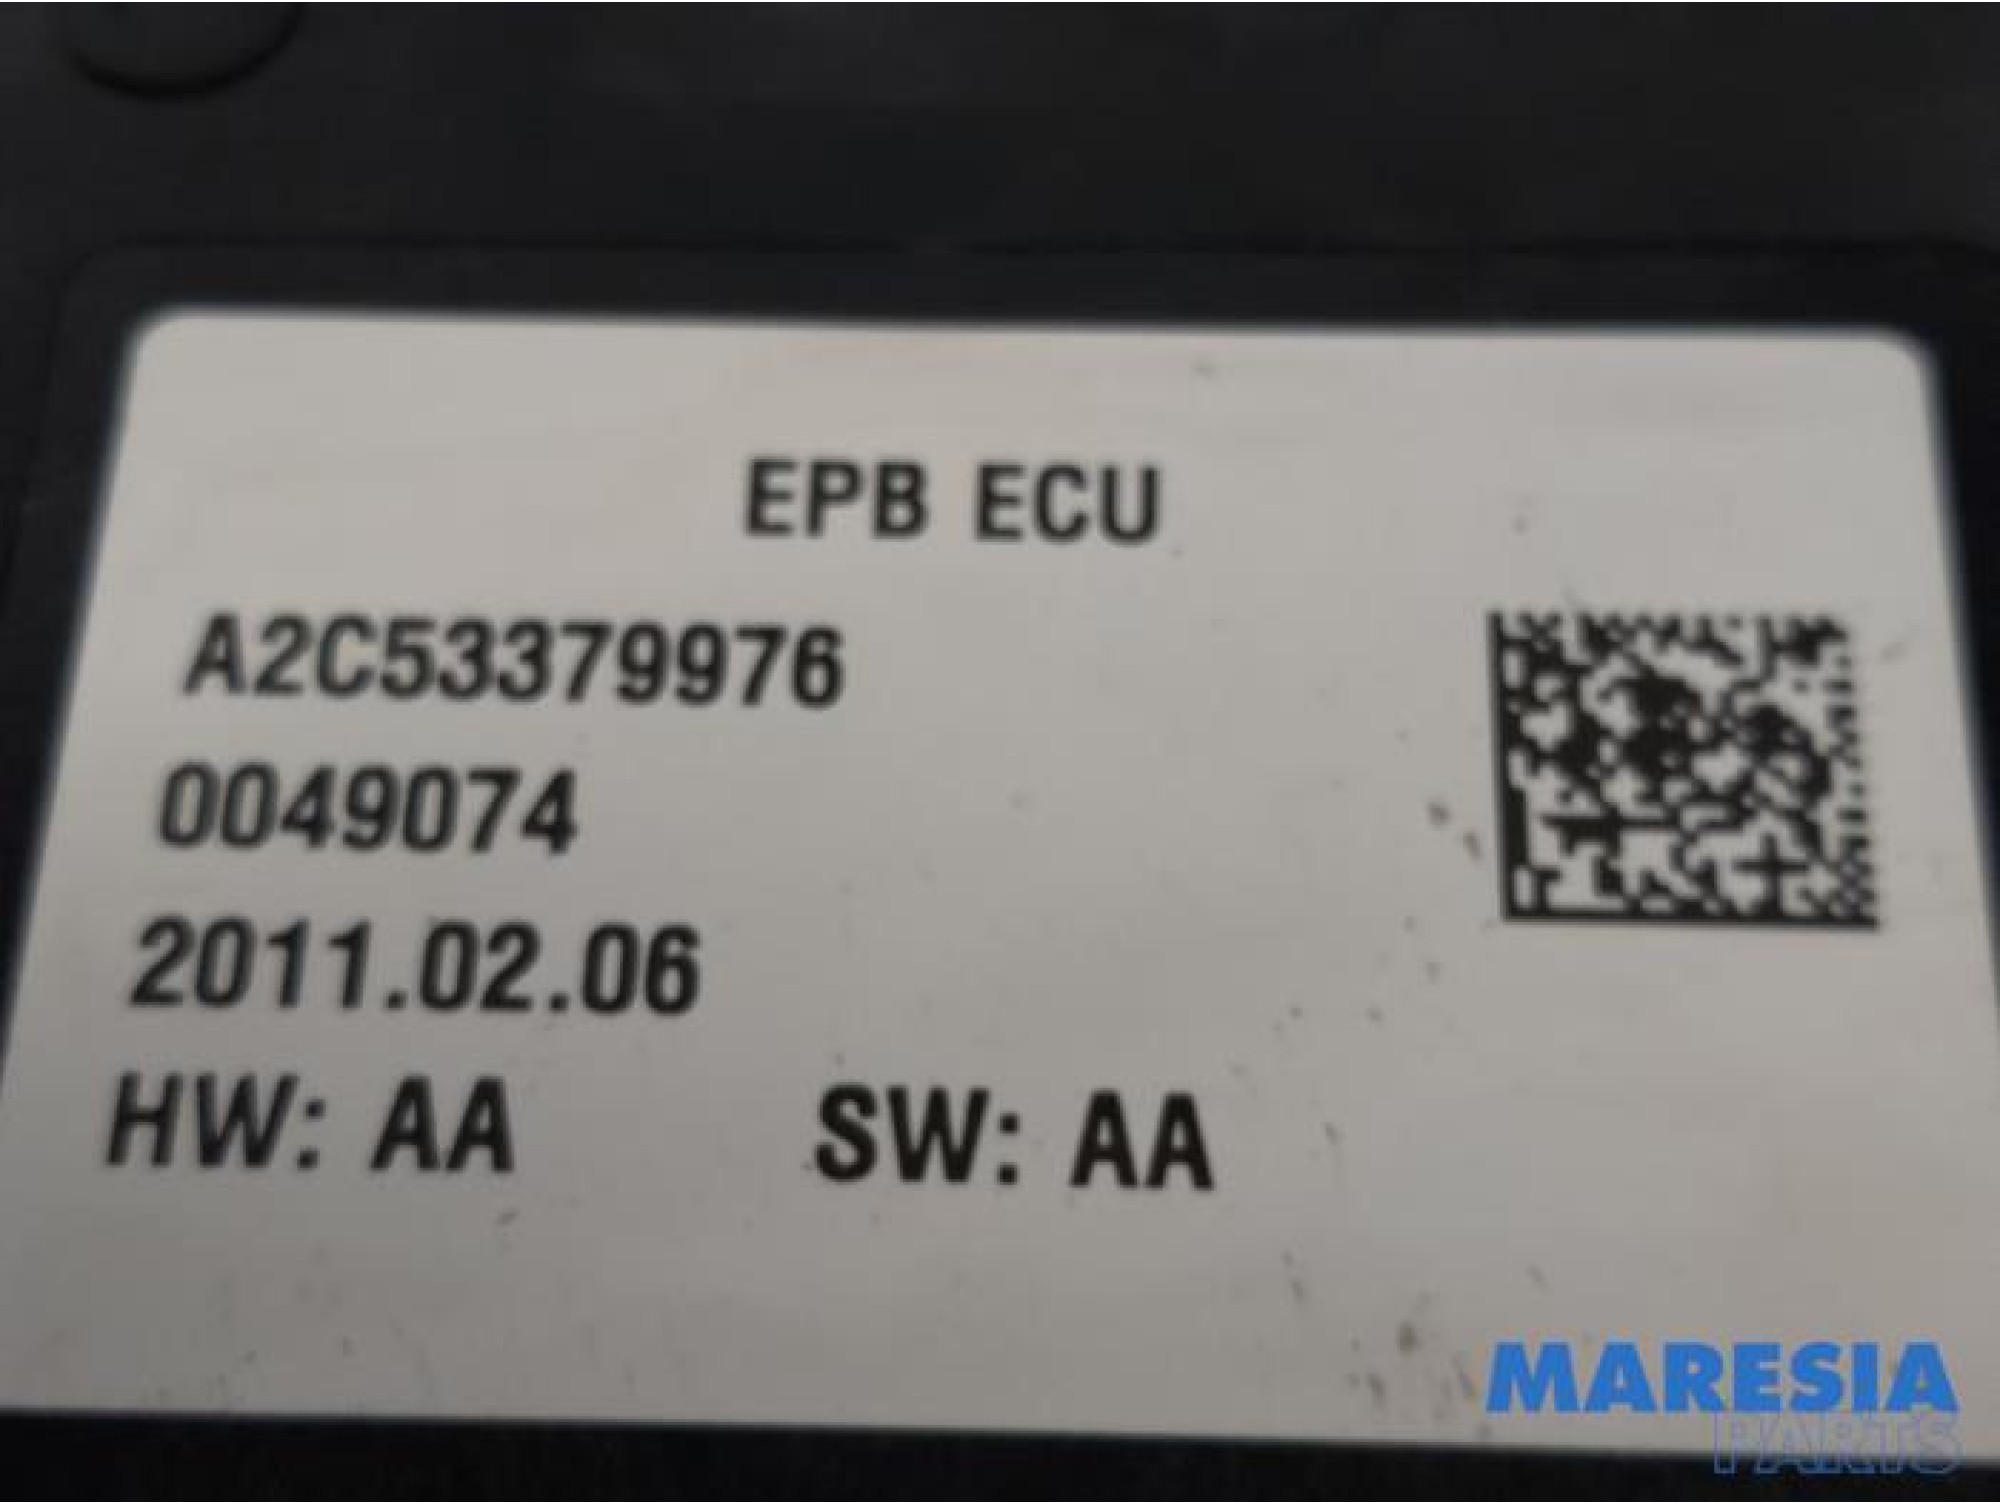 EPB ECU
A2C53379976
0049074
2011.02.06
HW: AA SW: AA
MARESIA
PARTS